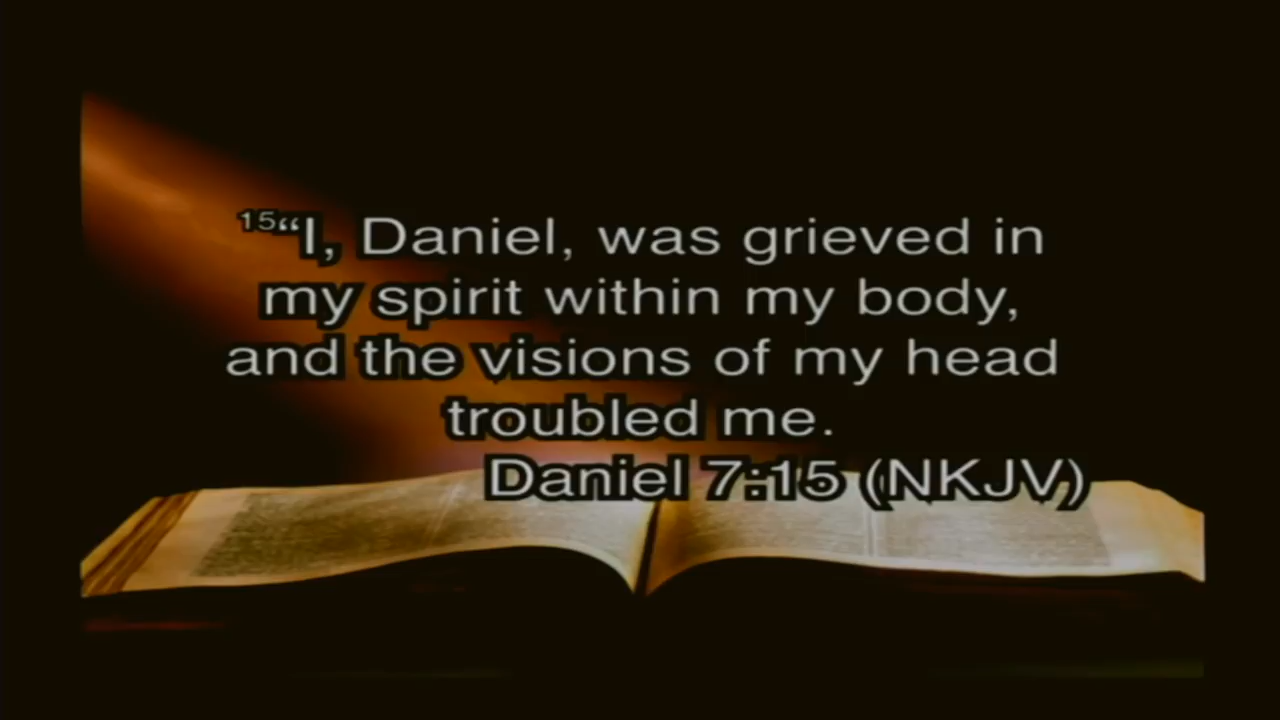 15“I, Daniel, was grieved in
my spirit within my body,
and the visions of my head
troubled me.
Daniel 7:15 (NKJV)